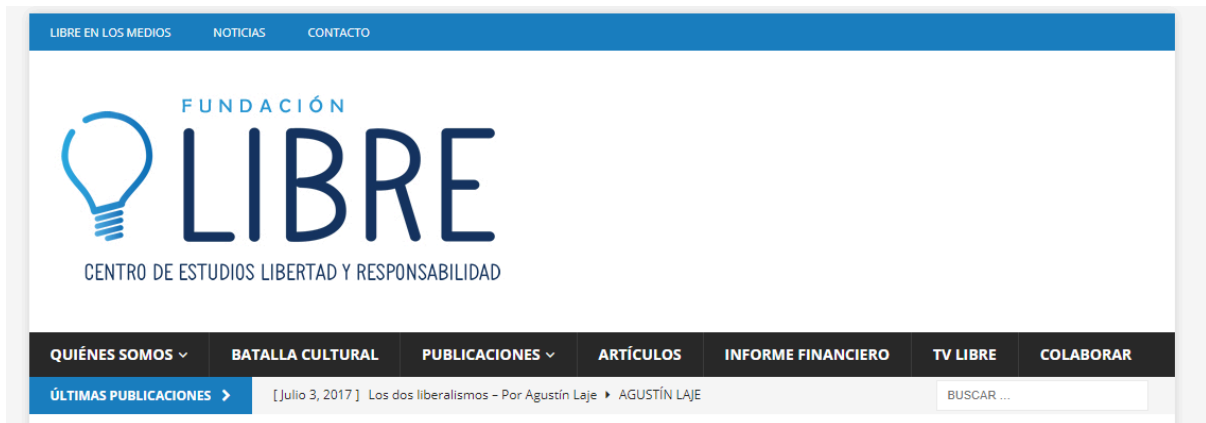 LIBRE EN LOS MEDIOS NOTICIAS CONTACTO
FUNDACIÓN
LIBRE
CENTRO DE ESTUDIOS LIBERTAD Y RESPONSABILIDAD
QUIÉNES SOMOS BATALLA CULTURAL PUBLICACIONES ARTÍCULOS INFORME FINANCIERO TV LIBRE COLABORAR
ÚLTIMAS PUBLICACIONES [ Julio 3, 2017 ] Los dos liberalismos – Por Agustín Laje AGUSTÍN LAJE BUSCAR ...